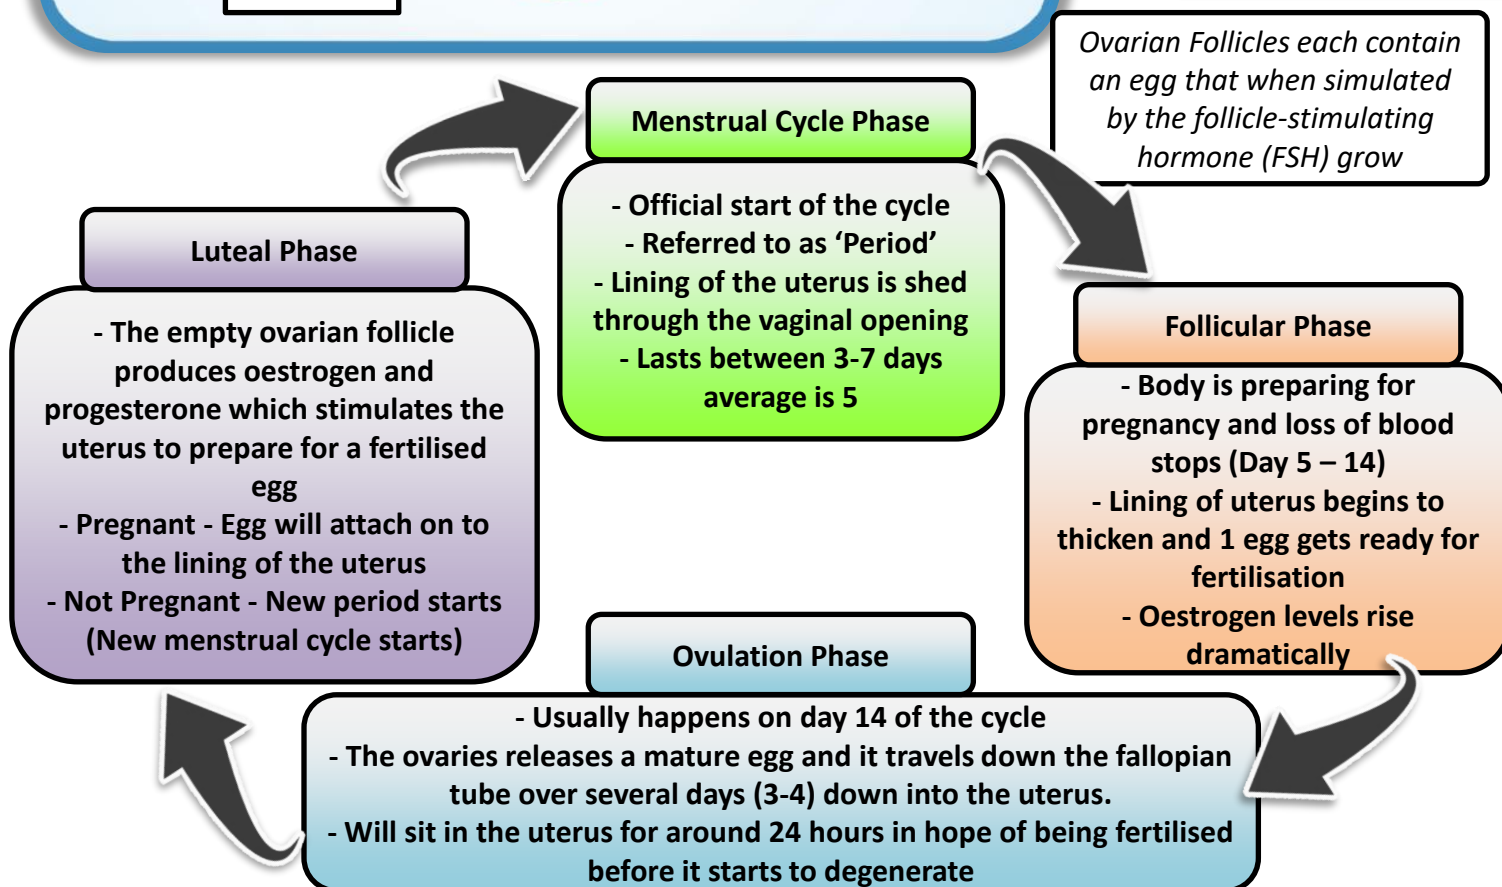 Ovarian Follicles each contain
an egg that when simulated
by the follicle-stimulating
hormone (FSH) grow
Menstrual Cycle Phase
- Official start of the cycle
- Referred to as ‘Period’
- Lining of the uterus is shed
through the vaginal opening
- Lasts between 3-7 days
average is 5
Follicular Phase
- Body is preparing for
pregnancy and loss of blood
stops (Day 5 – 14)
- Lining of uterus begins to
thicken and 1 egg gets ready for
fertilisation
- Oestrogen levels rise
dramatically
Ovulation Phase
- Usually happens on day 14 of the cycle
- The ovaries releases a mature egg and it travels down the fallopian
tube over several days (3-4) down into the uterus.
- Will sit in the uterus for around 24 hours in hope of being fertilised
before it starts to degenerate
Luteal Phase
- The empty ovarian follicle
produces oestrogen and
progesterone which stimulates the
uterus to prepare for a fertilised
egg
- Pregnant - Egg will attach on to
the lining of the uterus
- Not Pregnant - New period starts
(New menstrual cycle starts)